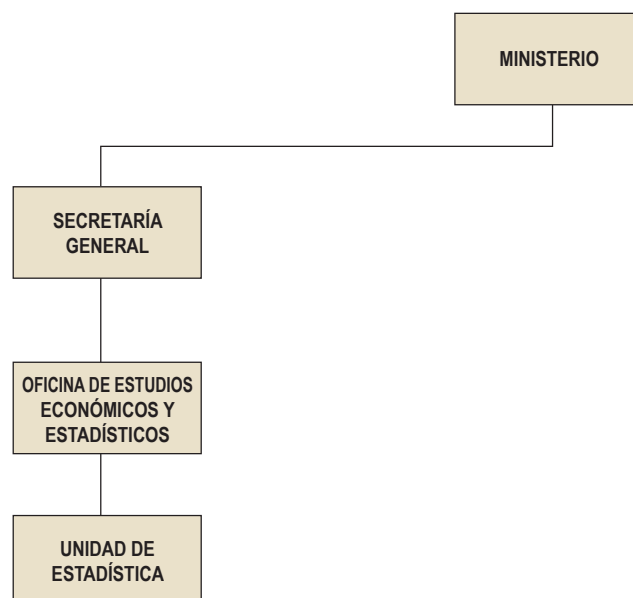 MINISTERIO
SECRETARÍA
GENERAL
OFICINA DE ESTUDIOS
ECONÓMICOS Y
ESTADÍSTICOS
UNIDAD DE
ESTADÍSTICA